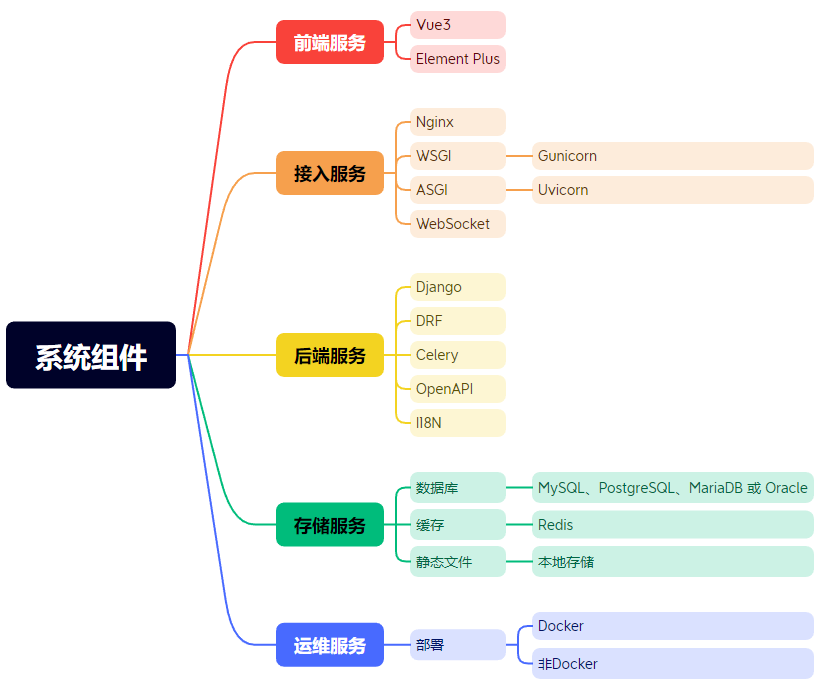 系统组件
前端服务
Vue3
Element Plus
接入服务
Nginx
WSGI
Gunicorn
ASGI
Uvicorn
WebSocket
后端服务
Django
DRF
Celery
OpenAPI
I18N
存储服务
数据库
MySQL、PostgreSQL、MariaDB 或 Oracle
缓存
Redis
静态文件
本地存储
运维服务
部署
Docker
非Docker